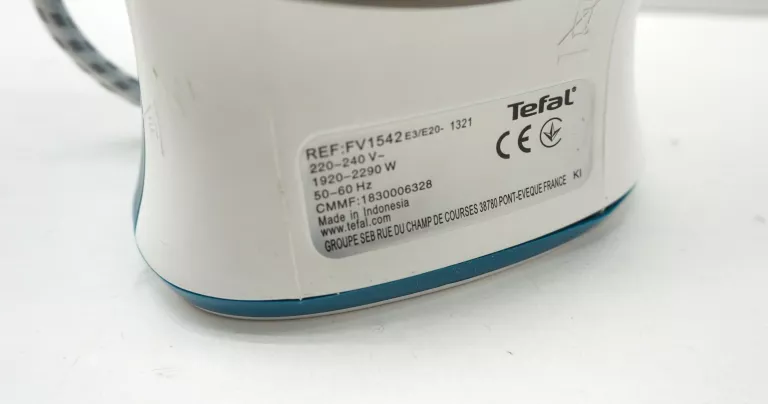 Tefal
REF:FV1542 E3/E20- 1321
220-240 V~
1920-2290 W
50-60 Hz
CMMF:1830006328
Made in Indonesia
www.tefal.com
GROUPE SEB RUE DU CHAMP DE COURSES 38780 PONT-EVEQUE FRANCE KI
CE